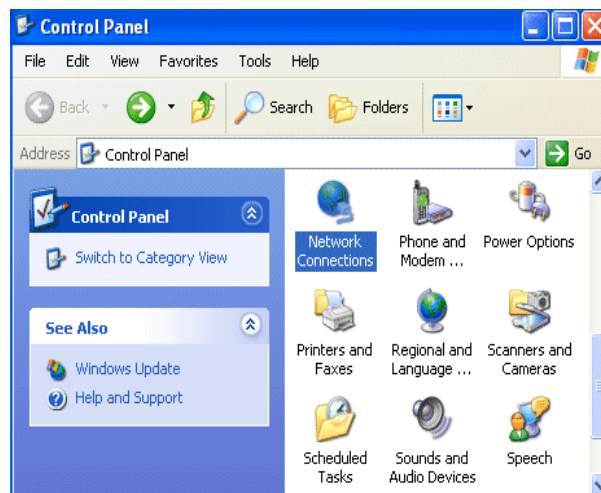 Control Panel
File Edit View Favorites Tools Help
Back Search Folders
Address Control Panel Go
Control Panel
Switch to Category View
See Also
Windows Update
Help and Support
Network Connections
Phone and Modem ...
Power Options
Printers and Faxes
Regional and Language ...
Scanners and Cameras
Scheduled Tasks
Sounds and Audio Devices
Speech